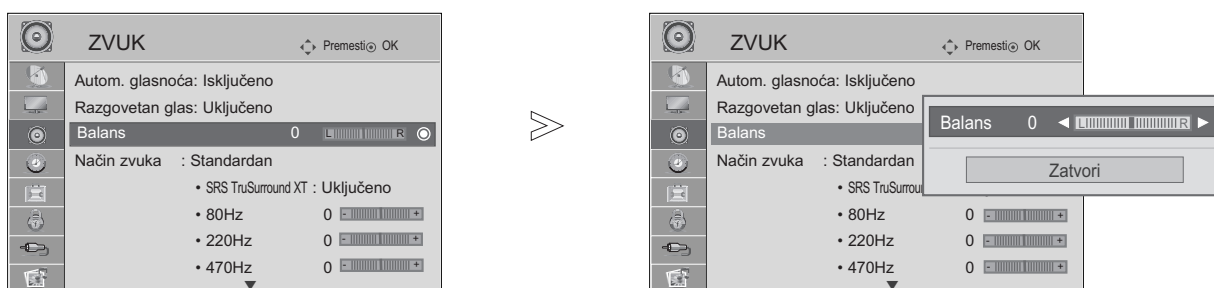 ZVUK
Premesti OK
Autom. glasnoća: Isključeno
Razgovetan glas: Uključeno
Balans 0 L R
Način zvuka : Standardan
• SRS TruSurround XT : Uključeno
• 80Hz 0 - +
• 220Hz 0 - +
• 470Hz 0 - +
ZVUK
Premesti OK
Autom. glasnoća: Isključeno
Razgovetan glas: Uključeno
Balans
Način zvuka : Standardan
• SRS TruSurrou
• 80Hz 0 - +
• 220Hz 0 - +
• 470Hz 0 - +
Balans 0 L R
Zatvori